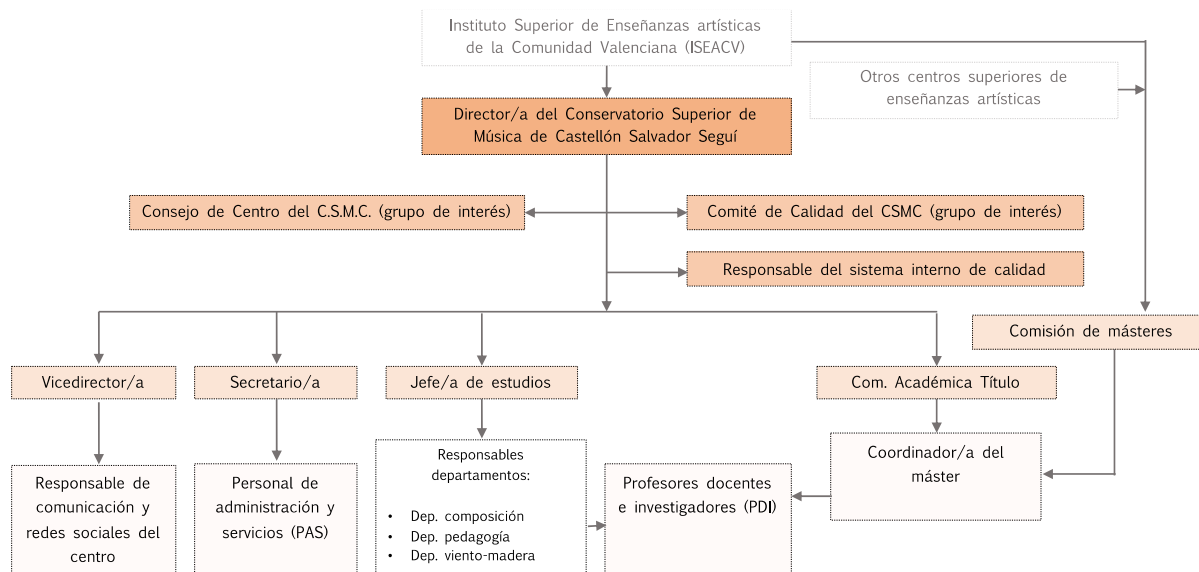 Instituto Superior de Enseñanzas artísticas
de la Comunidad Valenciana (ISEACV)
Otros centros superiores de
enseñanzas artísticas
Director/a del Conservatorio Superior de
Música de Castellón Salvador Seguí
Consejo de Centro del C.S.M.C. (grupo de interés)
Comité de Calidad del CSMC (grupo de interés)
Responsable del sistema interno de calidad
Comisión de másteres
Vicedirector/a
Secretario/a
Jefe/a de estudios
Com. Académica Título
Responsable de
comunicación y
redes sociales del
centro
Personal de
administración y
servicios (PAS)
Responsables
departamentos:
• Dep. composición
• Dep. pedagogía
• Dep. viento-madera
Profesores docentes
e investigadores (PDI)
Coordinador/a del
máster